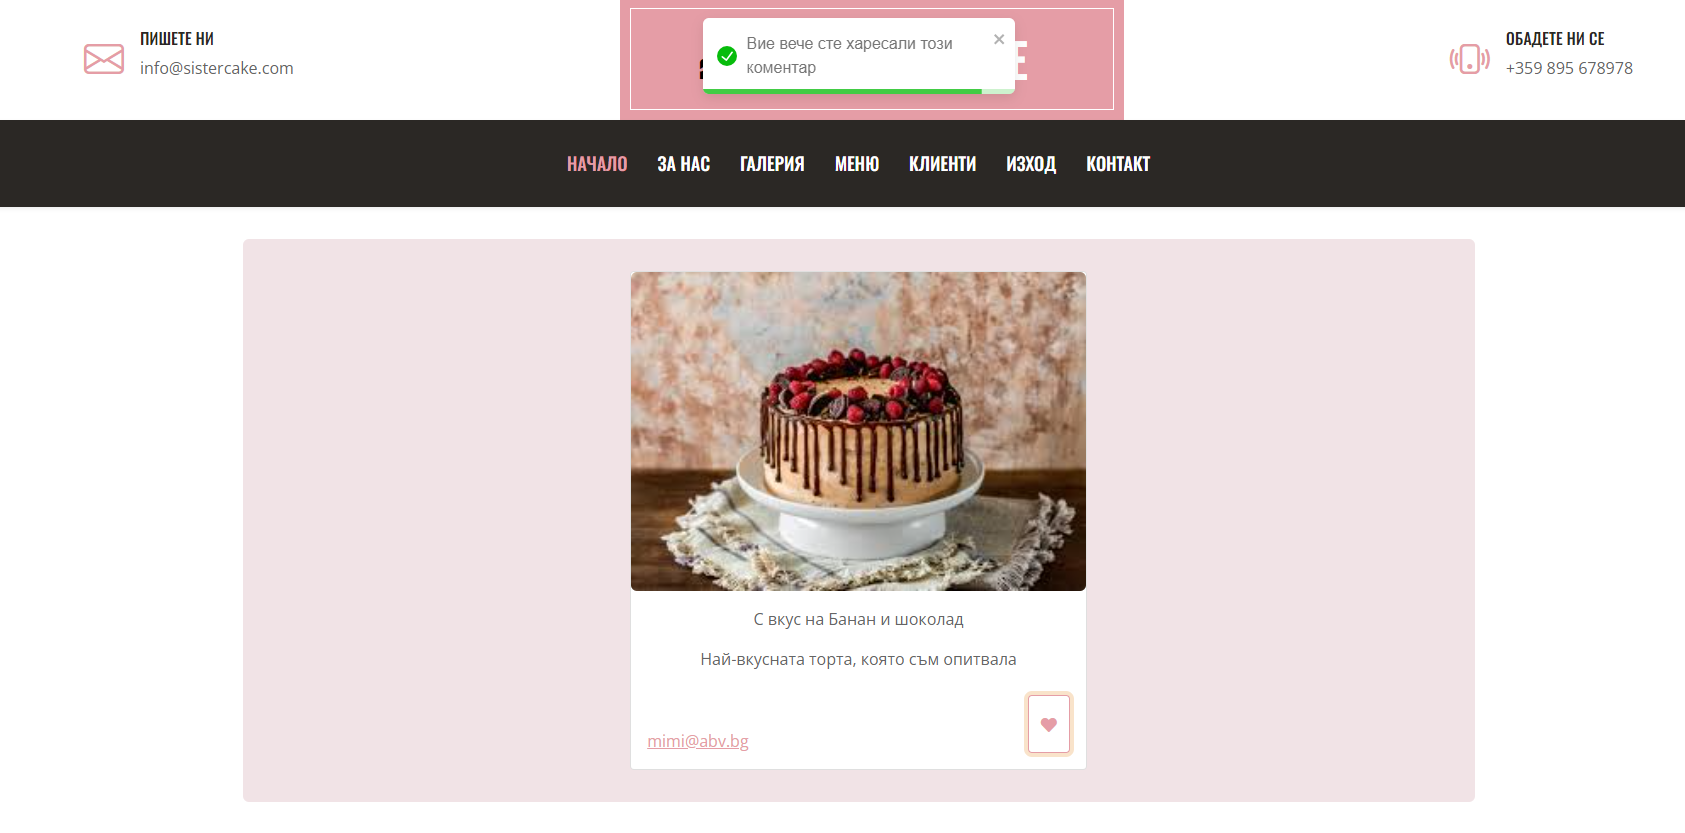 ПИШЕТЕ НИ
info@sistercake.com
Вие вече сте харесали този
коментар
ОБАДЕТЕ НИ СЕ
+359 895 678978
НАЧАЛО ЗА НАС ГАЛЕРИЯ МЕНЮ КЛИЕНТИ ИЗХОД КОНТАКТ
С вкус на Банан и шоколад
Най-вкусната торта, която съм опитвала
mimi@abv.bg